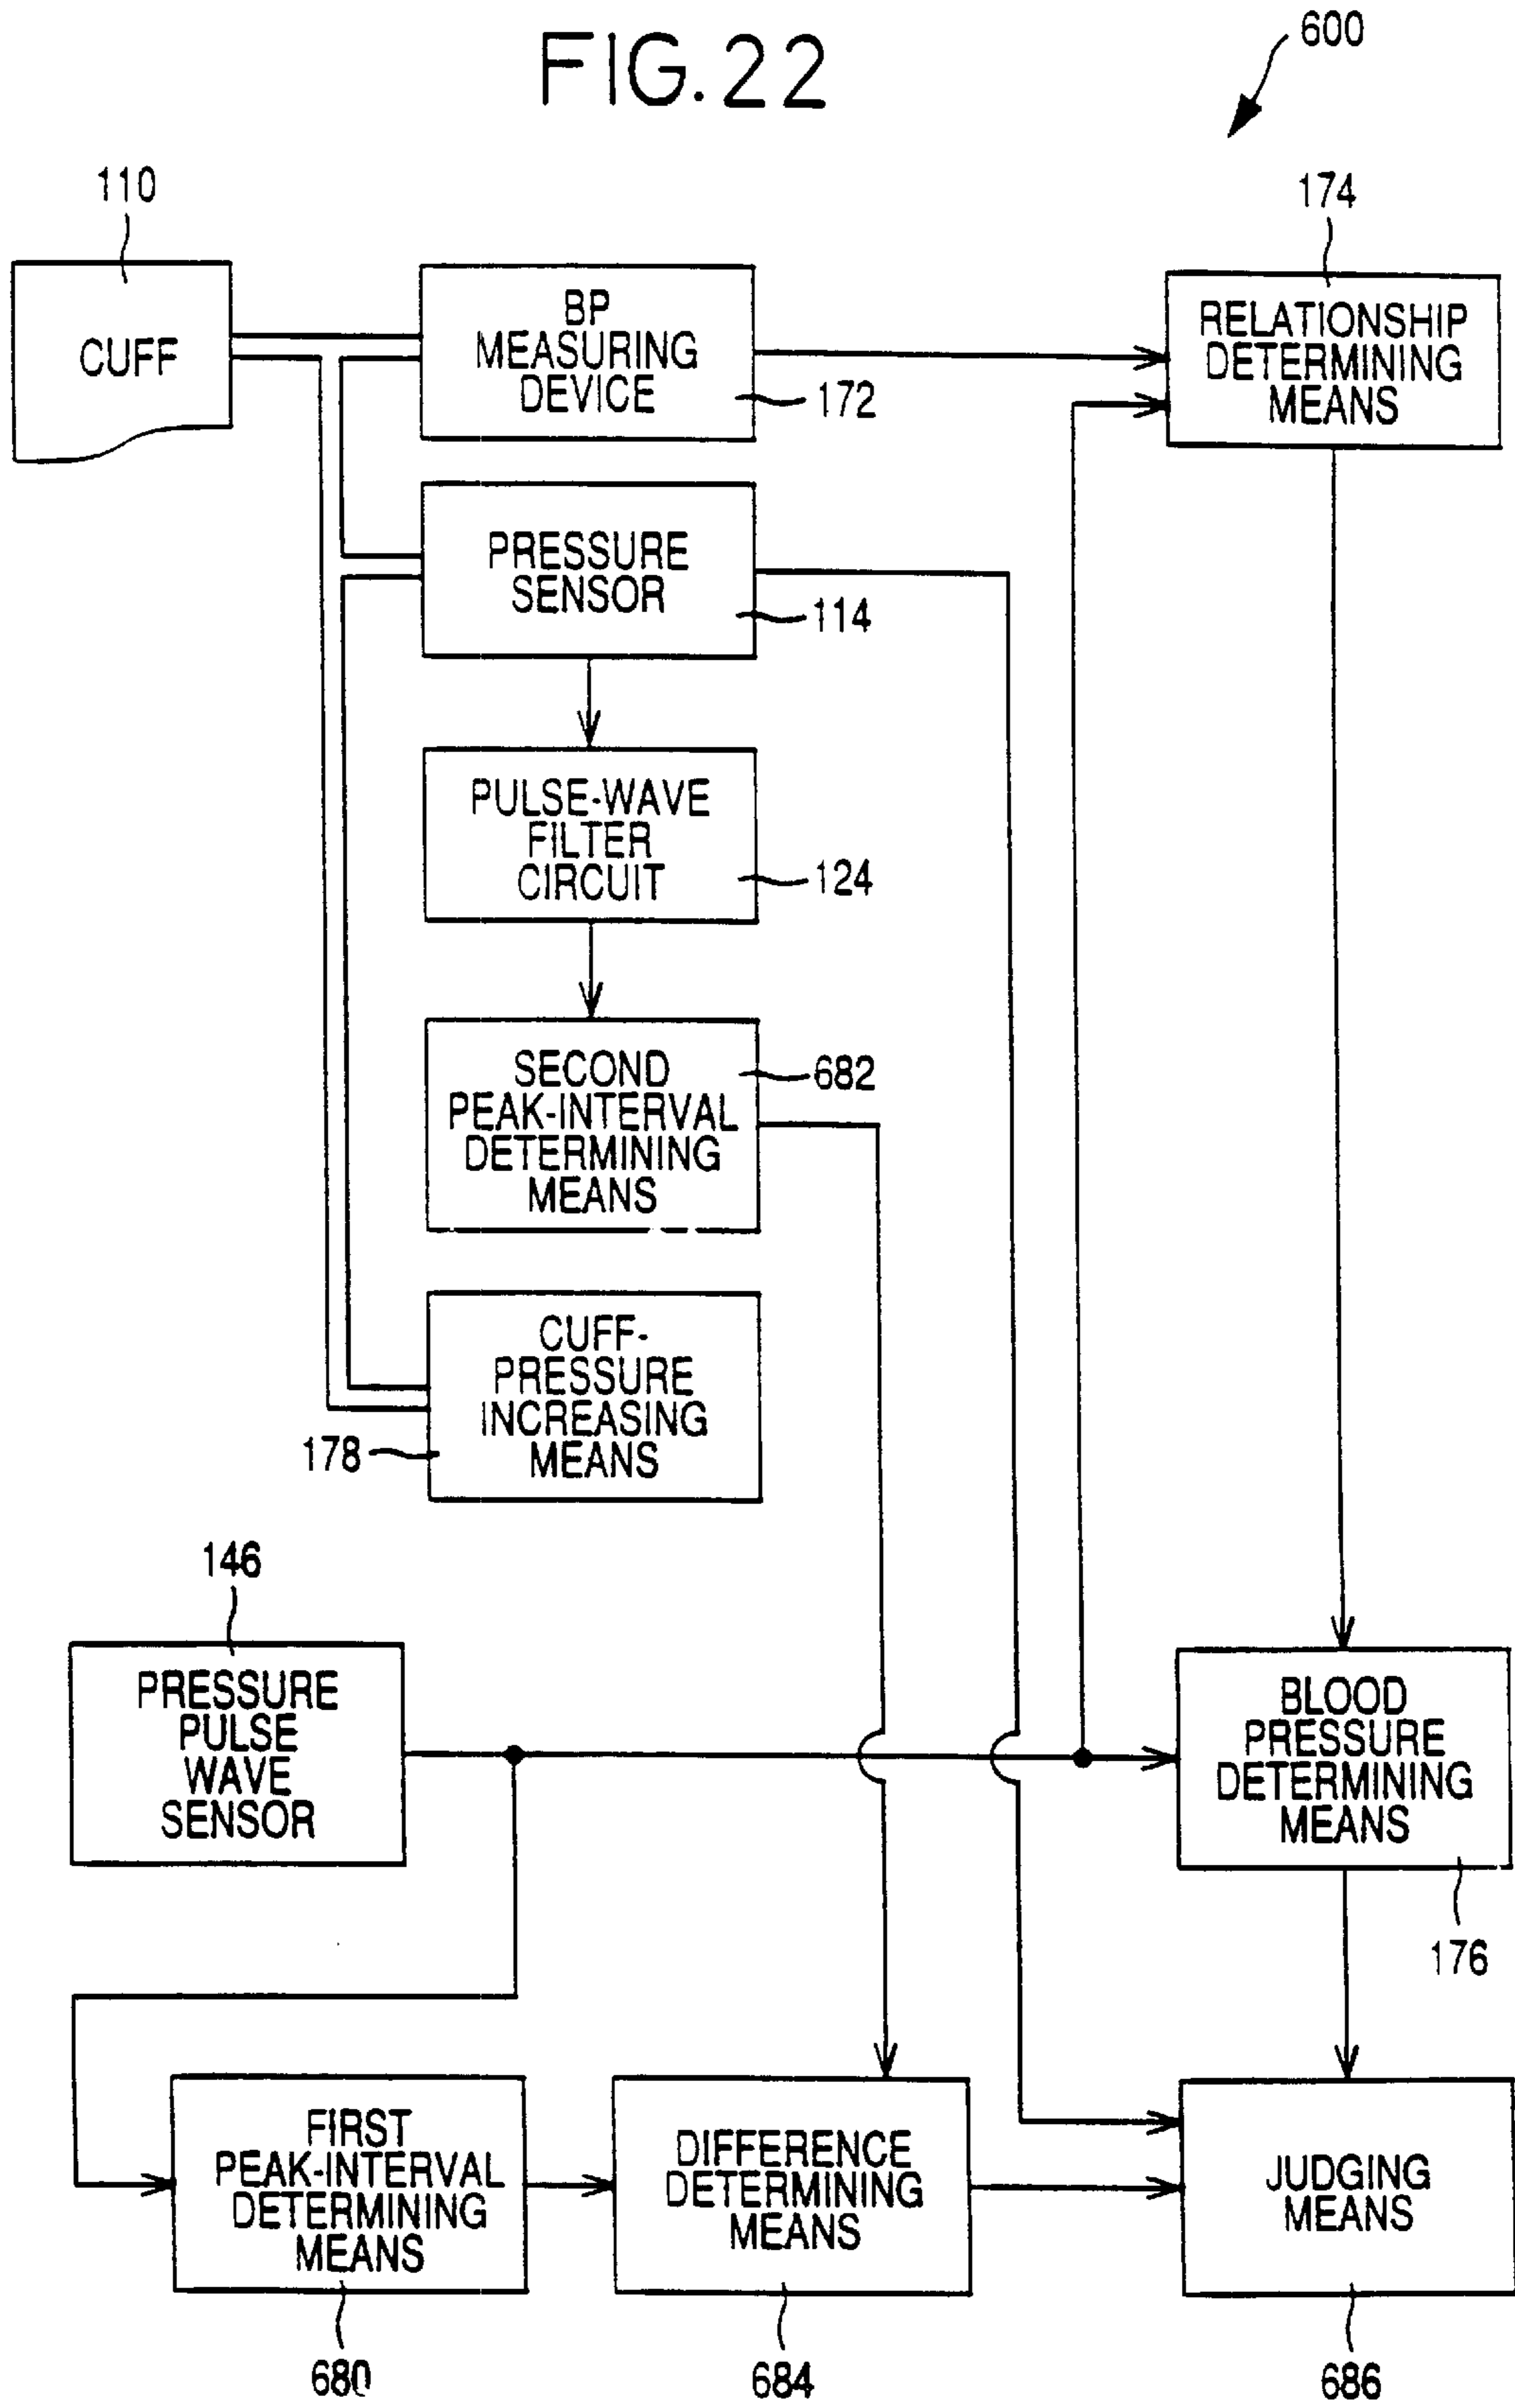 FIG. 22
600
110
CUFF
BP
MEASURING
DEVICE
172
174
RELATIONSHIP
DETERMINING
MEANS
PRESSURE
SENSOR
114
PULSE-WAVE
FILTER
CIRCUIT
124
SECOND
PEAK-INTERVAL
DETERMINING
MEANS
682
CUFF-
PRESSURE
INCREASING
MEANS
178
146
PRESSURE
PULSE
WAVE
SENSOR
BLOOD
PRESSURE
DETERMINING
MEANS
176
FIRST
PEAK-INTERVAL
DETERMINING
MEANS
680
DIFFERENCE
DETERMINING
MEANS
684
JUDGING
MEANS
686